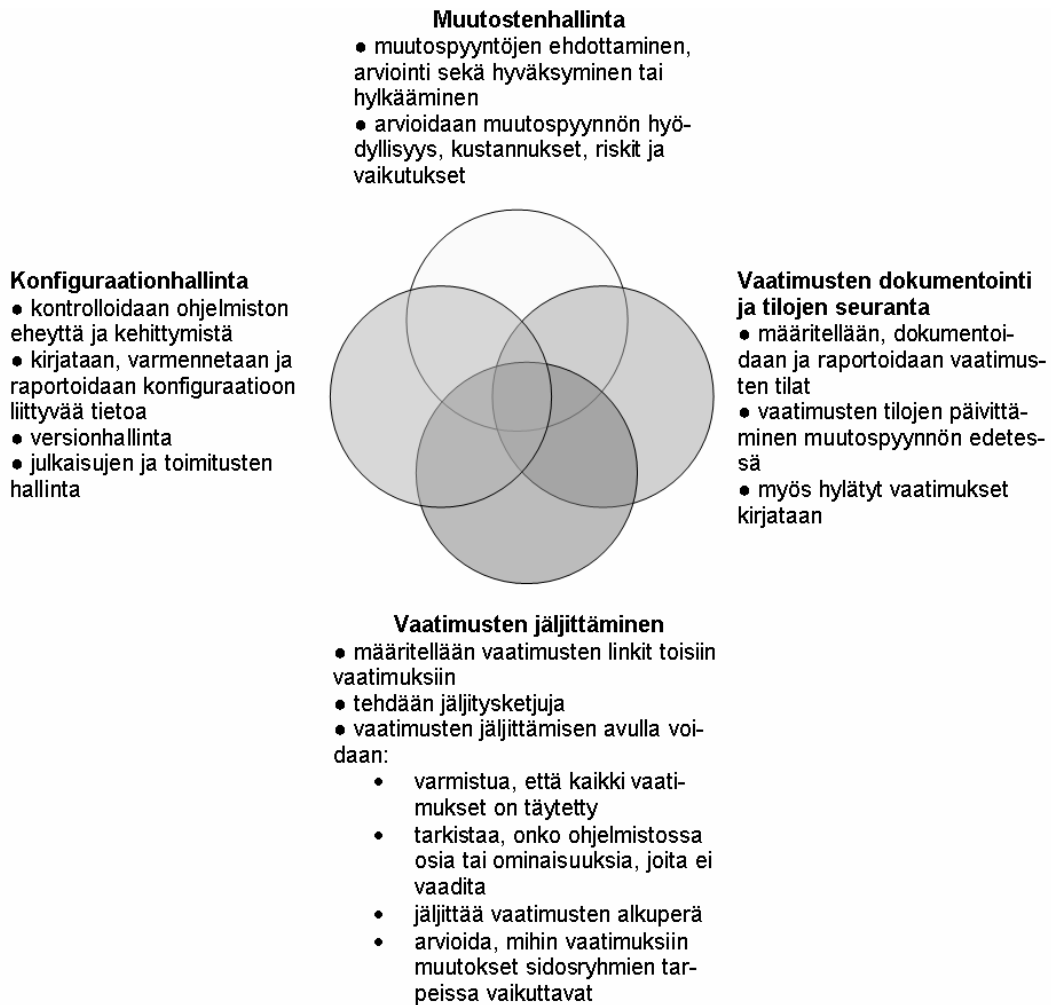 Muutostenhallinta
● muutospyyntöjen ehdottaminen,
arviointi sekä hyväksyminen tai
hylkääminen
● arvioidaan muutospyynnön hyö-
dyllisyys, kustannukset, riskit ja
vaikutukset
Konfiguraationhallinta
● kontrolloidaan ohjelmiston
eheyttä ja kehittymistä
● kirjataan, varmennetaan ja
raportoidaan konfiguraatioon
liittyvää tietoa
● versionhallinta
● julkaisujen ja toimitusten
hallinta
Vaatimusten dokumentointi
ja tilojen seuranta
● määritellään, dokumentoi-
daan ja raportoidaan vaatimus-
ten tilat
● vaatimusten tilojen päivittä-
minen muutospyynnön edetes-
sä
● myös hylätyt vaatimukset
kirjataan
Vaatimusten jäljittäminen
● määritellään vaatimusten linkit toisiin
vaatimuksiin
● tehdään jäljitysketjuja
● vaatimusten jäljittämisen avulla voi-
daan:
• varmistua, että kaikki vaati-
mukset on täytetty
• tarkistaa, onko ohjelmistossa
osia tai ominaisuuksia, joita ei
vaadita
• jäljittää vaatimusten alkuperä
• arvioida, mihin vaatimuksiin
muutokset sidosryhmien tar-
peissa vaikuttavat